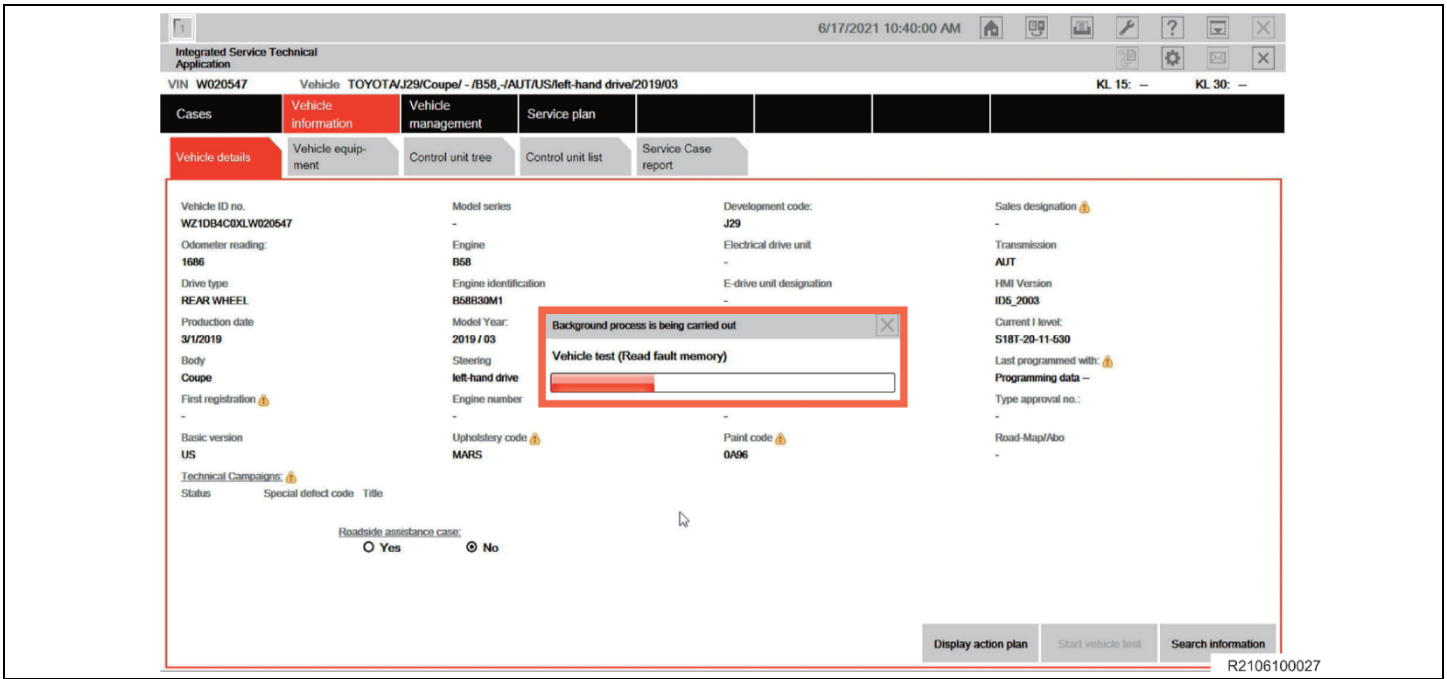 1
6/17/2021 10:40:00 AM
?
Integrated Service Technical
Application
VIN W020547 Vehicle TOYOTA/J29/Coupe/ - /B58,-/AUT/US/left-hand drive/2019/03 KL 15: -- KL 30: --
Cases Vehicle information Vehicle management Service plan
Vehicle details Vehicle equip-ment Control unit tree Control unit list Service Case report
Vehicle ID no. Model series Development code: Sales designation
WZ1DB4C0XLW020547 - J29 -
Odometer reading: Engine Electrical drive unit Transmission
1686 B58 - AUT
Drive type Engine identification E-drive unit designation HMI Version
REAR WHEEL B58B30M1 - ID5_2003
Production date Model Year: Current I level:
3/1/2019 2019 / 03 S18T-20-11-530
Background process is being carried out
Vehicle test (Read fault memory)
Body Steering Last programmed with:
Coupe left-hand drive Programming data --
First registration Engine number Type approval no.:
- - - -
Basic version Upholstery code Paint code Road-Map/Abo
US MARS 0A96 -
Technical Campaigns:
Status Special defect code Title
Roadside assistance case:
Yes No
Display action plan Start vehicle test Search information
R2106100027